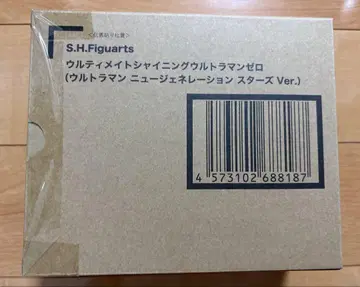 S.H.Figuarts
ウルティメイトシャイニングウルトラマンゼロ
(ウルトラマン ニュージェネレーション スターズ Ver.)
4 573102 688187